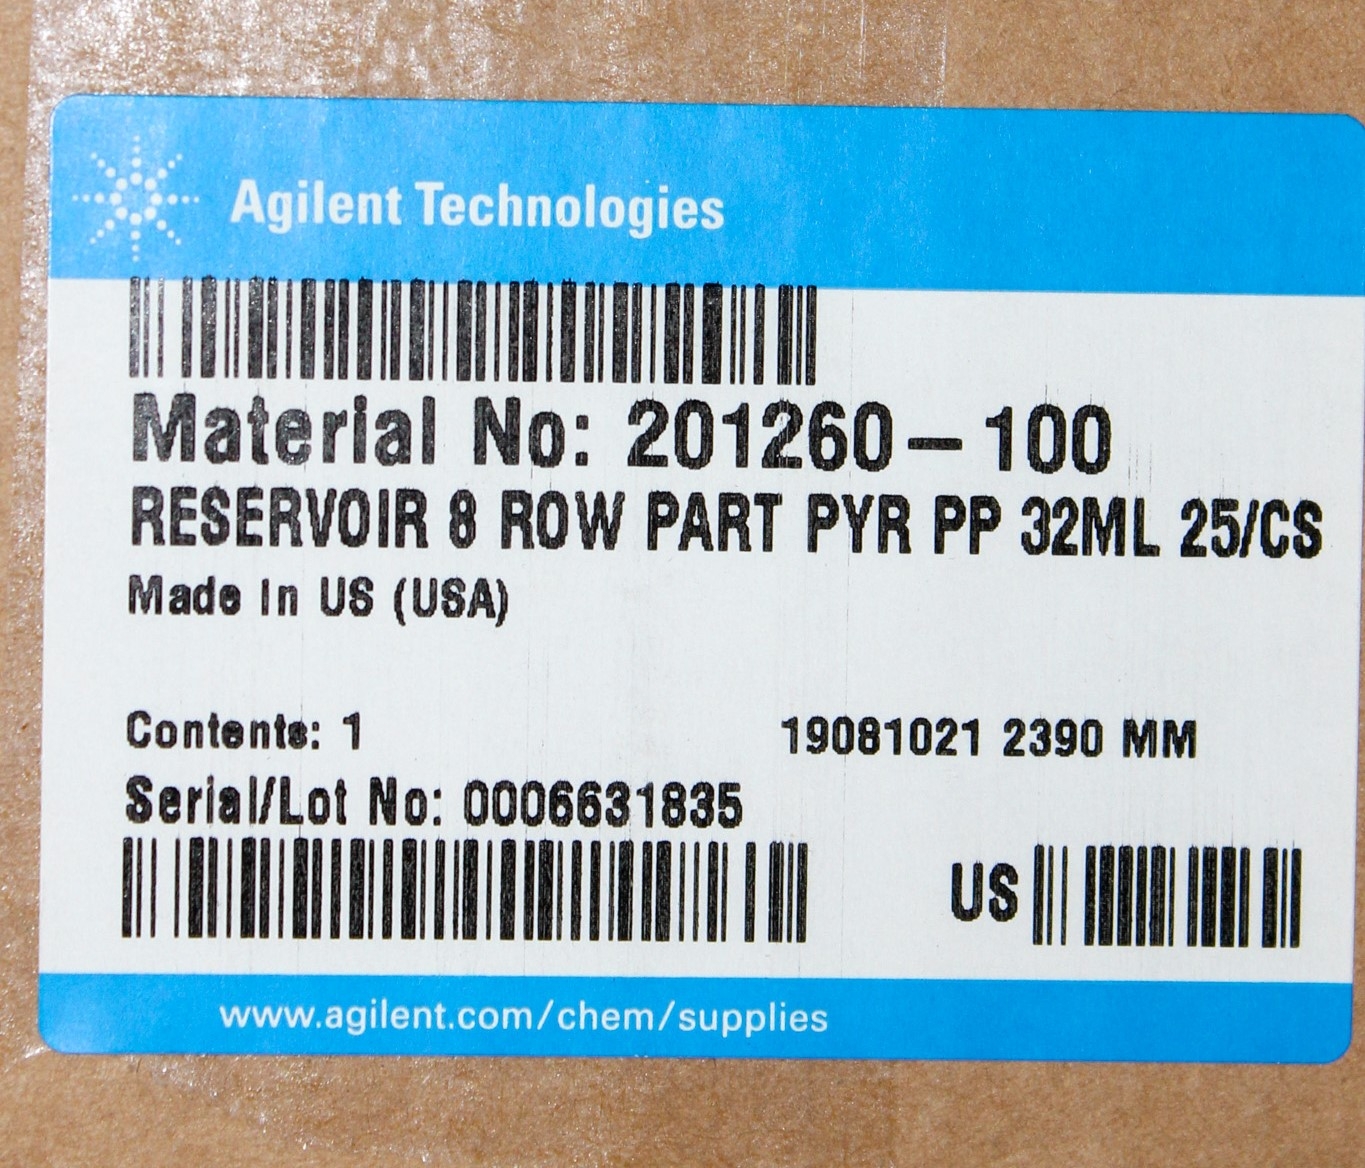 Agilent Technologies
Material No: 201260-100
RESERVOIR 8 ROW PART PYR PP 32ML 25/CS
Made In US (USA)
Contents: 1 19081021 2390 MM
Serial/Lot No: 0006631835
US
www.agilent.com/chem/supplies